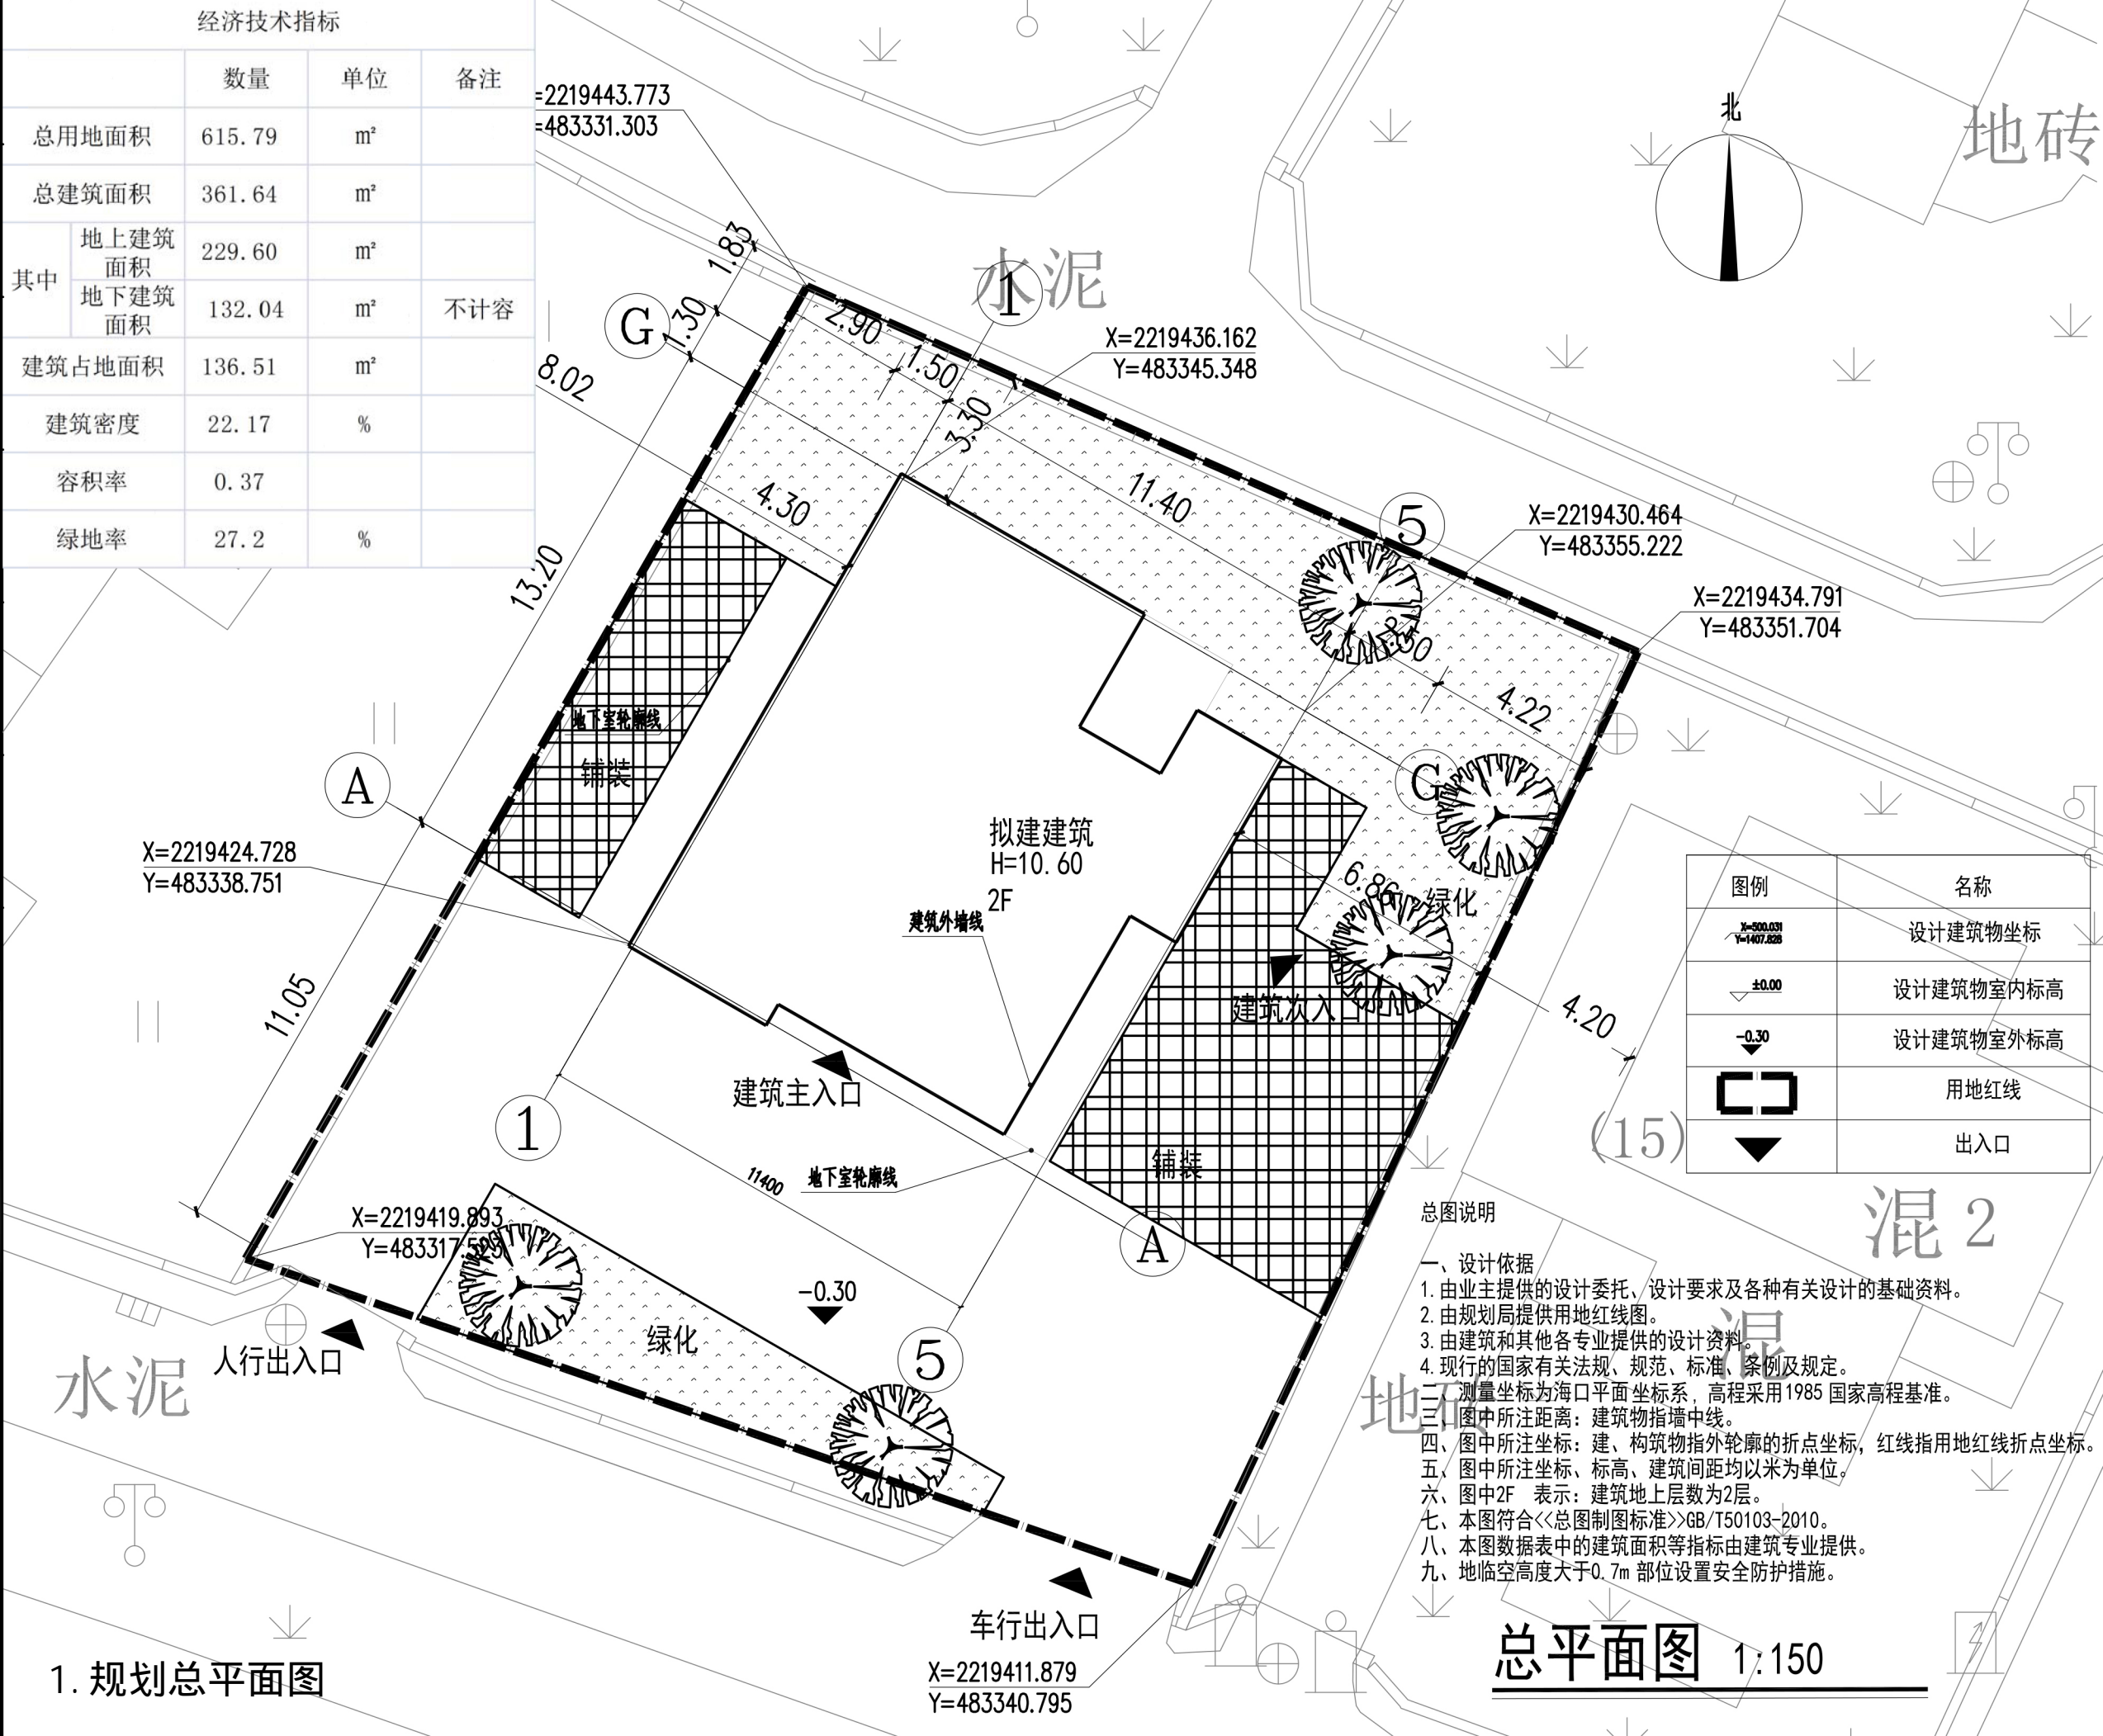 经济技术指标
数量 单位 备注
总用地面积 615.79 m²
总建筑面积 361.64 m²
其中
地上建筑面积 229.60 m²
地下建筑面积 132.04 m² 不计容
建筑占地面积 136.51 m²
建筑密度 22.17 %
容积率 0.37
绿地率 27.2 %
=2219443.773
=483331.303
北
地砖
水泥
1.83
1.30
G
1
2.90
1.50
3.30
X=2219436.162
Y=483345.348
8.02
4.30
11.40
5
X=2219430.464
Y=483355.222
X=2219434.791
Y=483351.704
4.22
13.20
地下室轮廓线
铺装
A
G
X=2219424.728
Y=483338.751
拟建建筑
H=10.60
2F
建筑外墙线
6.86
绿化
建筑次入口
4.20
11.05
建筑主入口
1
11400
地下室轮廓线
铺装
A
X=2219419.893
绿化
-0.30
5
人行出入口
水泥
车行出入口
X=2219411.879
Y=483340.795
图例 名称
X=500.031
Y=1407.828
设计建筑物坐标
±0.00 设计建筑物室内标高
-0.30 设计建筑物室外标高
用地红线
出入口
(15)
混 2
混
地砖
总图说明
一、设计依据
1.由业主提供的设计委托、设计要求及各种有关设计的基础资料。
2.由规划局提供用地红线图。
3.由建筑和其他各专业提供的设计资料。
4.现行的国家有关法规、规范、标准、条例及规定。
二、测量坐标为海口平面坐标系，高程采用1985 国家高程基准。
三、图中所注距离：建筑物指墙中线。
四、图中所注坐标：建、构筑物指外轮廓的折点坐标，红线指用地红线折点坐标。
五、图中所注坐标、标高、建筑间距均以米为单位。
六、图中2F 表示：建筑地上层数为2层。
七、本图符合<<总图制图标准>>GB/T50103-2010。
八、本图数据表中的建筑面积等指标由建筑专业提供。
九、地临空高度大于0.7m 部位设置安全防护措施。
总平面图 1:150
1.规划总平面图